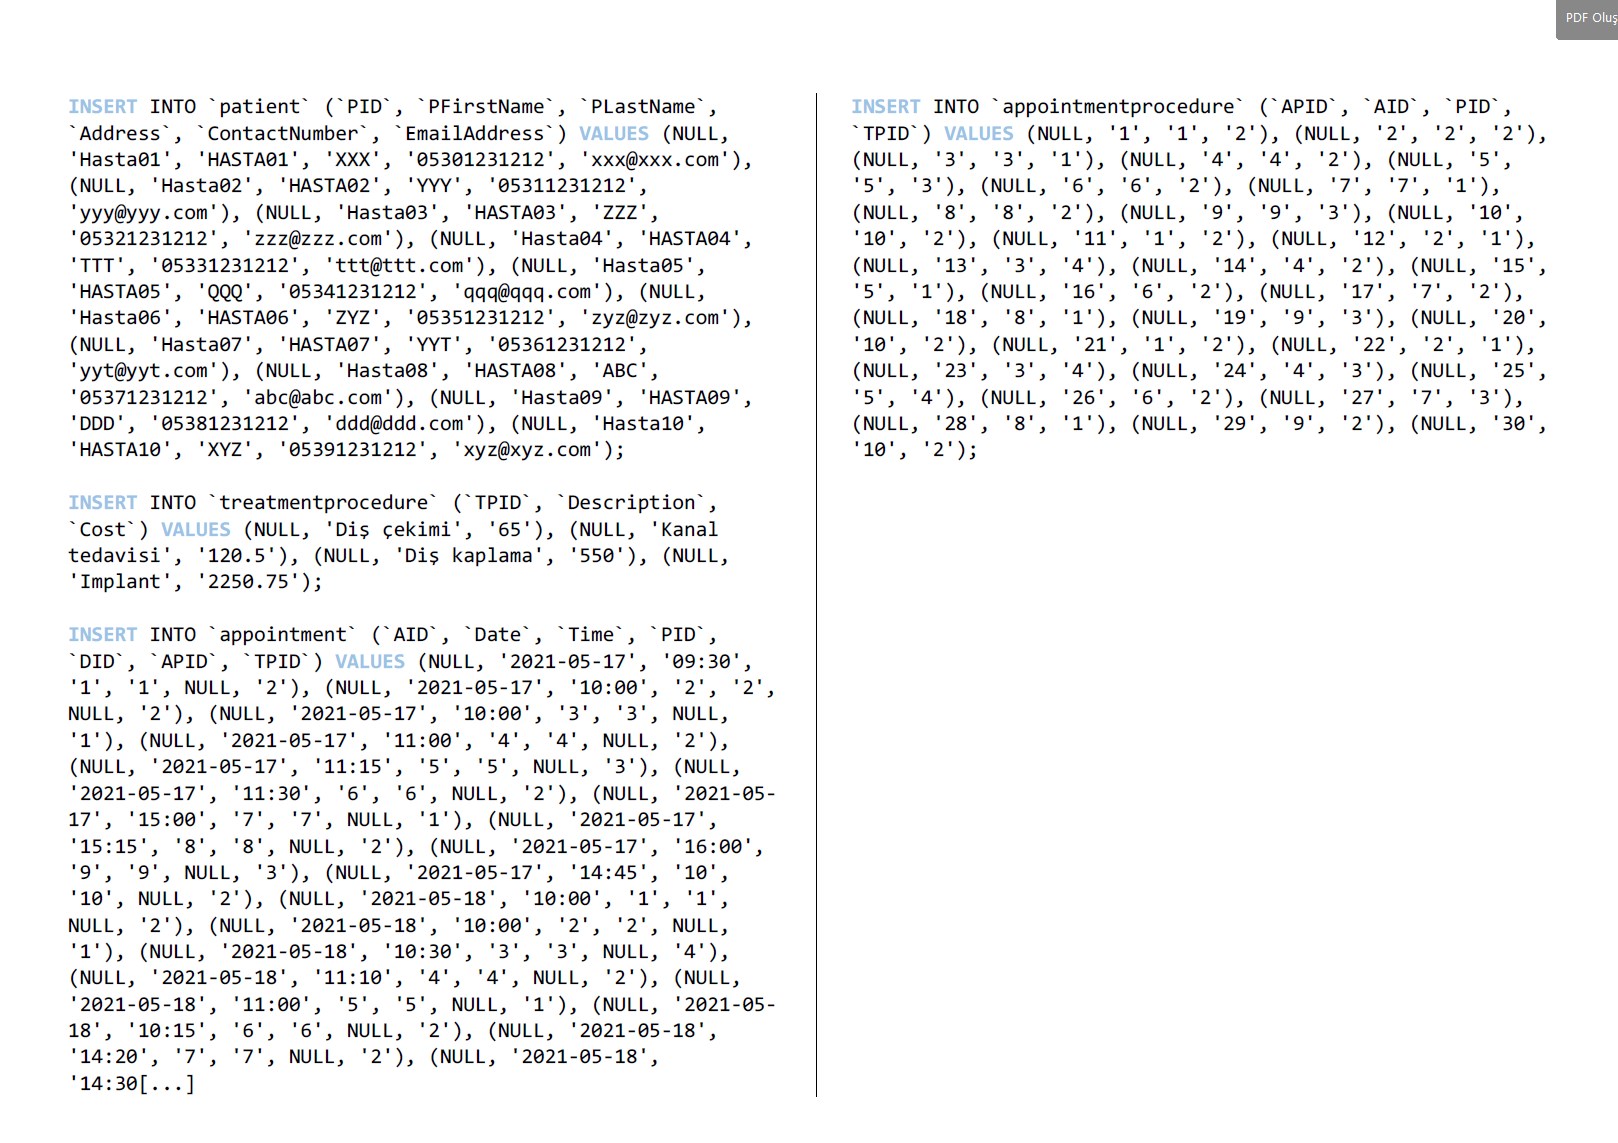 PDF Oluş
INSERT INTO `patient` (`PID`, `PFirstName`, `PLastName`,
`Address`, `ContactNumber`, `EmailAddress`) VALUES (NULL,
'Hasta01', 'HASTA01', 'XXX', '05301231212', 'xxx@xxx.com'),
(NULL, 'Hasta02', 'HASTA02', 'YYY', '05311231212',
'yyy@yyy.com'), (NULL, 'Hasta03', 'HASTA03', 'ZZZ',
'05321231212', 'zzz@zzz.com'), (NULL, 'Hasta04', 'HASTA04',
'TTT', '05331231212', 'ttt@ttt.com'), (NULL, 'Hasta05',
'HASTA05', 'QQQ', '05341231212', 'qqq@qqq.com'), (NULL,
'Hasta06', 'HASTA06', 'ZYZ', '05351231212', 'zyz@zyz.com'),
(NULL, 'Hasta07', 'HASTA07', 'YYT', '05361231212',
'yyt@yyt.com'), (NULL, 'Hasta08', 'HASTA08', 'ABC',
'05371231212', 'abc@abc.com'), (NULL, 'Hasta09', 'HASTA09',
'DDD', '05381231212', 'ddd@ddd.com'), (NULL, 'Hasta10',
'HASTA10', 'XYZ', '05391231212', 'xyz@xyz.com');
INSERT INTO `treatmentprocedure` (`TPID`, `Description`,
`Cost`) VALUES (NULL, 'Diş çekimi', '65'), (NULL, 'Kanal
tedavisi', '120.5'), (NULL, 'Diş kaplama', '550'), (NULL,
'Implant', '2250.75');
INSERT INTO `appointment` (`AID`, `Date`, `Time`, `PID`,
`DID`, `APID`, `TPID`) VALUES (NULL, '2021-05-17', '09:30',
'1', '1', NULL, '2'), (NULL, '2021-05-17', '10:00', '2', '2',
NULL, '2'), (NULL, '2021-05-17', '10:00', '3', '3', NULL,
'1'), (NULL, '2021-05-17', '11:00', '4', '4', NULL, '2'),
(NULL, '2021-05-17', '11:15', '5', '5', NULL, '3'), (NULL,
'2021-05-17', '11:30', '6', '6', NULL, '2'), (NULL, '2021-05-
17', '15:00', '7', '7', NULL, '1'), (NULL, '2021-05-17',
'15:15', '8', '8', NULL, '2'), (NULL, '2021-05-17', '16:00',
'9', '9', NULL, '3'), (NULL, '2021-05-17', '14:45', '10',
'10', NULL, '2'), (NULL, '2021-05-18', '10:00', '1', '1',
NULL, '2'), (NULL, '2021-05-18', '10:00', '2', '2', NULL,
'1'), (NULL, '2021-05-18', '10:30', '3', '3', NULL, '4'),
(NULL, '2021-05-18', '11:10', '4', '4', NULL, '2'), (NULL,
'2021-05-18', '11:00', '5', '5', NULL, '1'), (NULL, '2021-05-
18', '10:15', '6', '6', NULL, '2'), (NULL, '2021-05-18',
'14:20', '7', '7', NULL, '2'), (NULL, '2021-05-18',
'14:30[...]
INSERT INTO `appointmentprocedure` (`APID`, `AID`, `PID`,
`TPID`) VALUES (NULL, '1', '1', '2'), (NULL, '2', '2', '2'),
(NULL, '3', '3', '1'), (NULL, '4', '4', '2'), (NULL, '5',
'5', '3'), (NULL, '6', '6', '2'), (NULL, '7', '7', '1'),
(NULL, '8', '8', '2'), (NULL, '9', '9', '3'), (NULL, '10',
'10', '2'), (NULL, '11', '1', '2'), (NULL, '12', '2', '1'),
(NULL, '13', '3', '4'), (NULL, '14', '4', '2'), (NULL, '15',
'5', '1'), (NULL, '16', '6', '2'), (NULL, '17', '7', '2'),
(NULL, '18', '8', '1'), (NULL, '19', '9', '3'), (NULL, '20',
'10', '2'), (NULL, '21', '1', '2'), (NULL, '22', '2', '1'),
(NULL, '23', '3', '4'), (NULL, '24', '4', '3'), (NULL, '25',
'5', '4'), (NULL, '26', '6', '2'), (NULL, '27', '7', '3'),
(NULL, '28', '8', '1'), (NULL, '29', '9', '2'), (NULL, '30',
'10', '2');